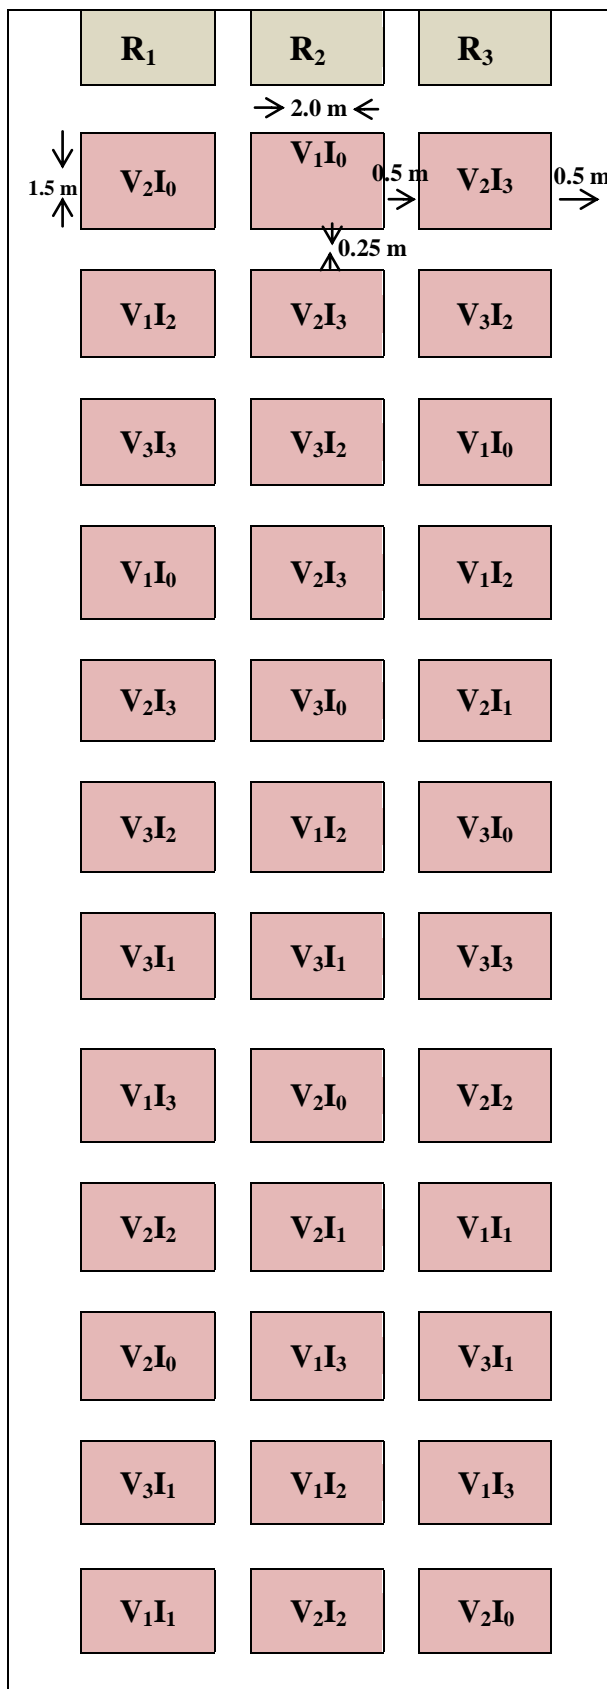 R₁ R₂ R₃
2.0 m
V₂I₀ V₁I₀ V₂I₃
1.5 m 0.5 m 0.5 m
0.25 m
V₁I₂ V₂I₃ V₃I₂
V₃I₃ V₃I₂ V₁I₀
V₁I₀ V₂I₃ V₁I₂
V₂I₃ V₃I₀ V₂I₁
V₃I₂ V₁I₂ V₃I₀
V₃I₁ V₃I₁ V₃I₃
V₁I₃ V₂I₀ V₂I₂
V₂I₂ V₂I₁ V₁I₁
V₂I₀ V₁I₃ V₃I₁
V₃I₁ V₁I₂ V₁I₃
V₁I₁ V₂I₂ V₂I₀